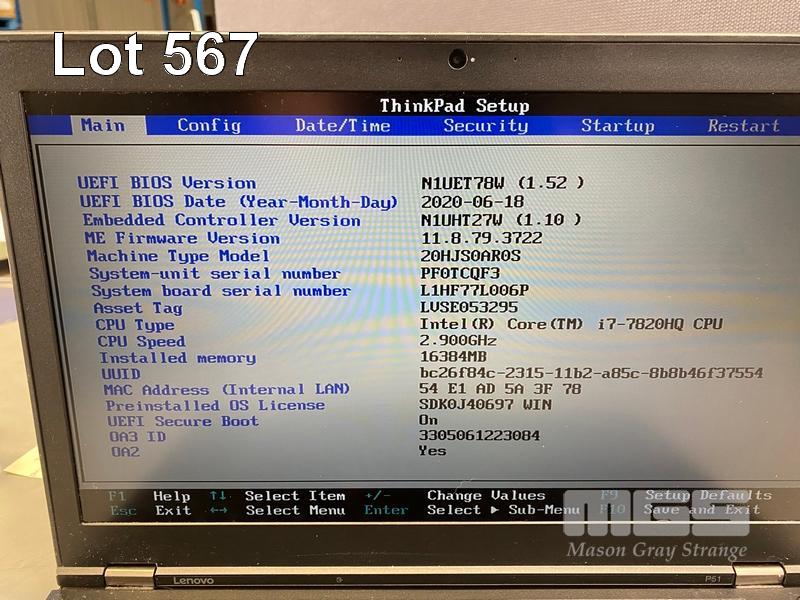 Lot 567
ThinkPad Setup
Main Config Date/Time Security Startup Restart
UEFI BIOS Version N1UET78W (1.52 )
UEFI BIOS Date (Year-Month-Day) 2020-06-18
Embedded Controller Version N1UHT27W (1.10 )
ME Firmware Version 11.8.79.3722
Machine Type Model 20HJS0AR0S
System-unit serial number PF0TCQF3
System board serial number L1HF77L006P
Asset Tag LVSE053295
CPU Type Intel(R) Core(TM) i7-7820HQ CPU
CPU Speed 2.900GHz
Installed memory 16384MB
UUID bc26f84c-2315-11b2-a85c-8b8b46f37554
MAC Address (Internal LAN) 54 E1 AD 5A 3F 78
Preinstalled OS License SDK0J40697 WIN
UEFI Secure Boot On
OA3 ID 3305061223084
OA2 Yes
F1 Help ↑↓ Select Item +/- Change Values F9 Setup Defaults
Esc Exit ←→ Select Menu Enter Select ► Sub-Menu F10 Save and Exit
MGS
Mason Gray Strange
Lenovo P51